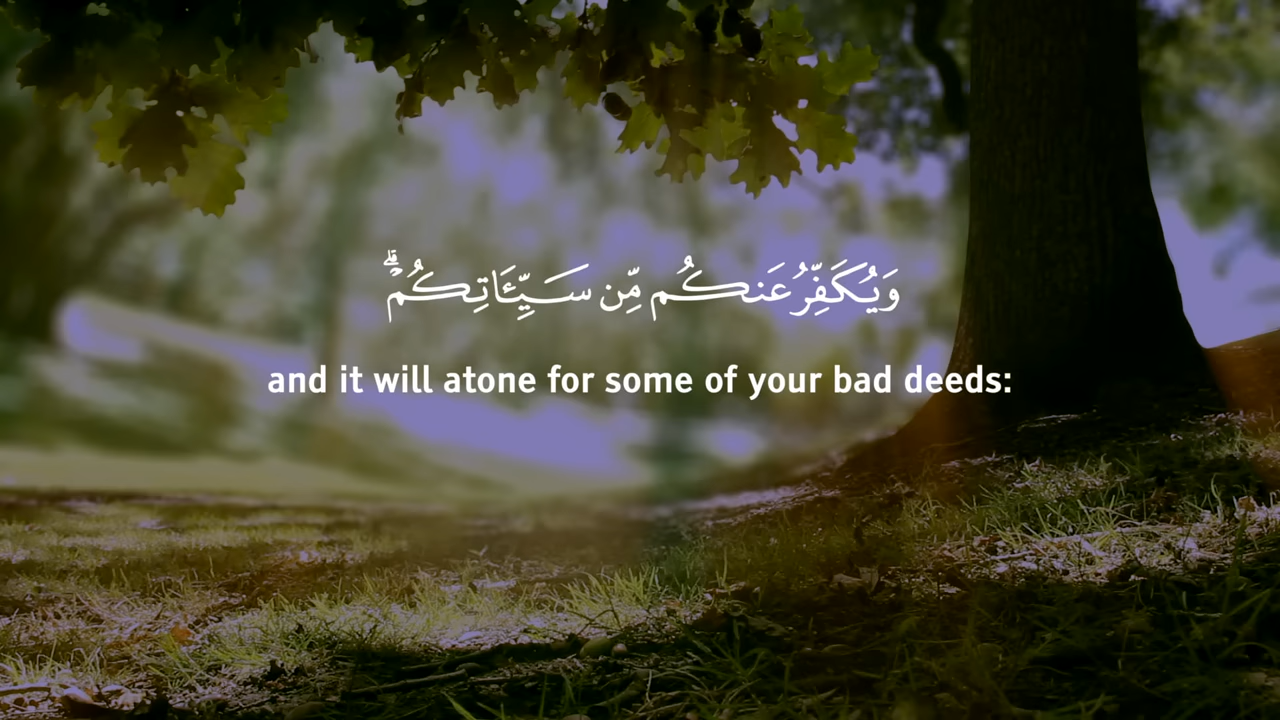 وَيُكَفِّرُ عَنكُم مِّن سَيِّـَٔاتِكُمْ ۗ
and it will atone for some of your bad deeds: